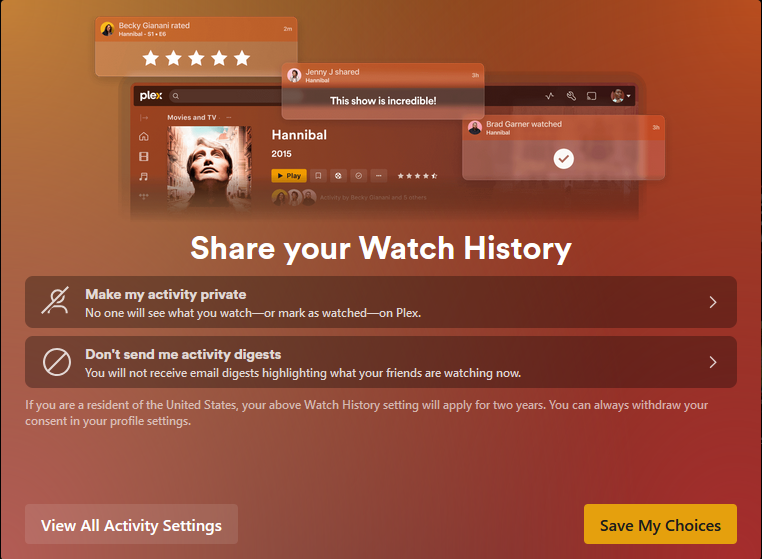 Becky Gianani rated
2m
Hannibal • S1 • E6
Jenny J shared
3h
Hannibal
This show is incredible!
plex
Brad Garner watched
3h
Hannibal
Movies and TV
Hannibal
2015
Play
Activity by Becky Gianani and 8 others
Share your Watch History
Make my activity private
No one will see what you watch—or mark as watched—on Plex.
Don't send me activity digests
You will not receive email digests highlighting what your friends are watching now.
If you are a resident of the United States, your above Watch History setting will apply for two years. You can always withdraw your
consent in your profile settings.
View All Activity Settings
Save My Choices